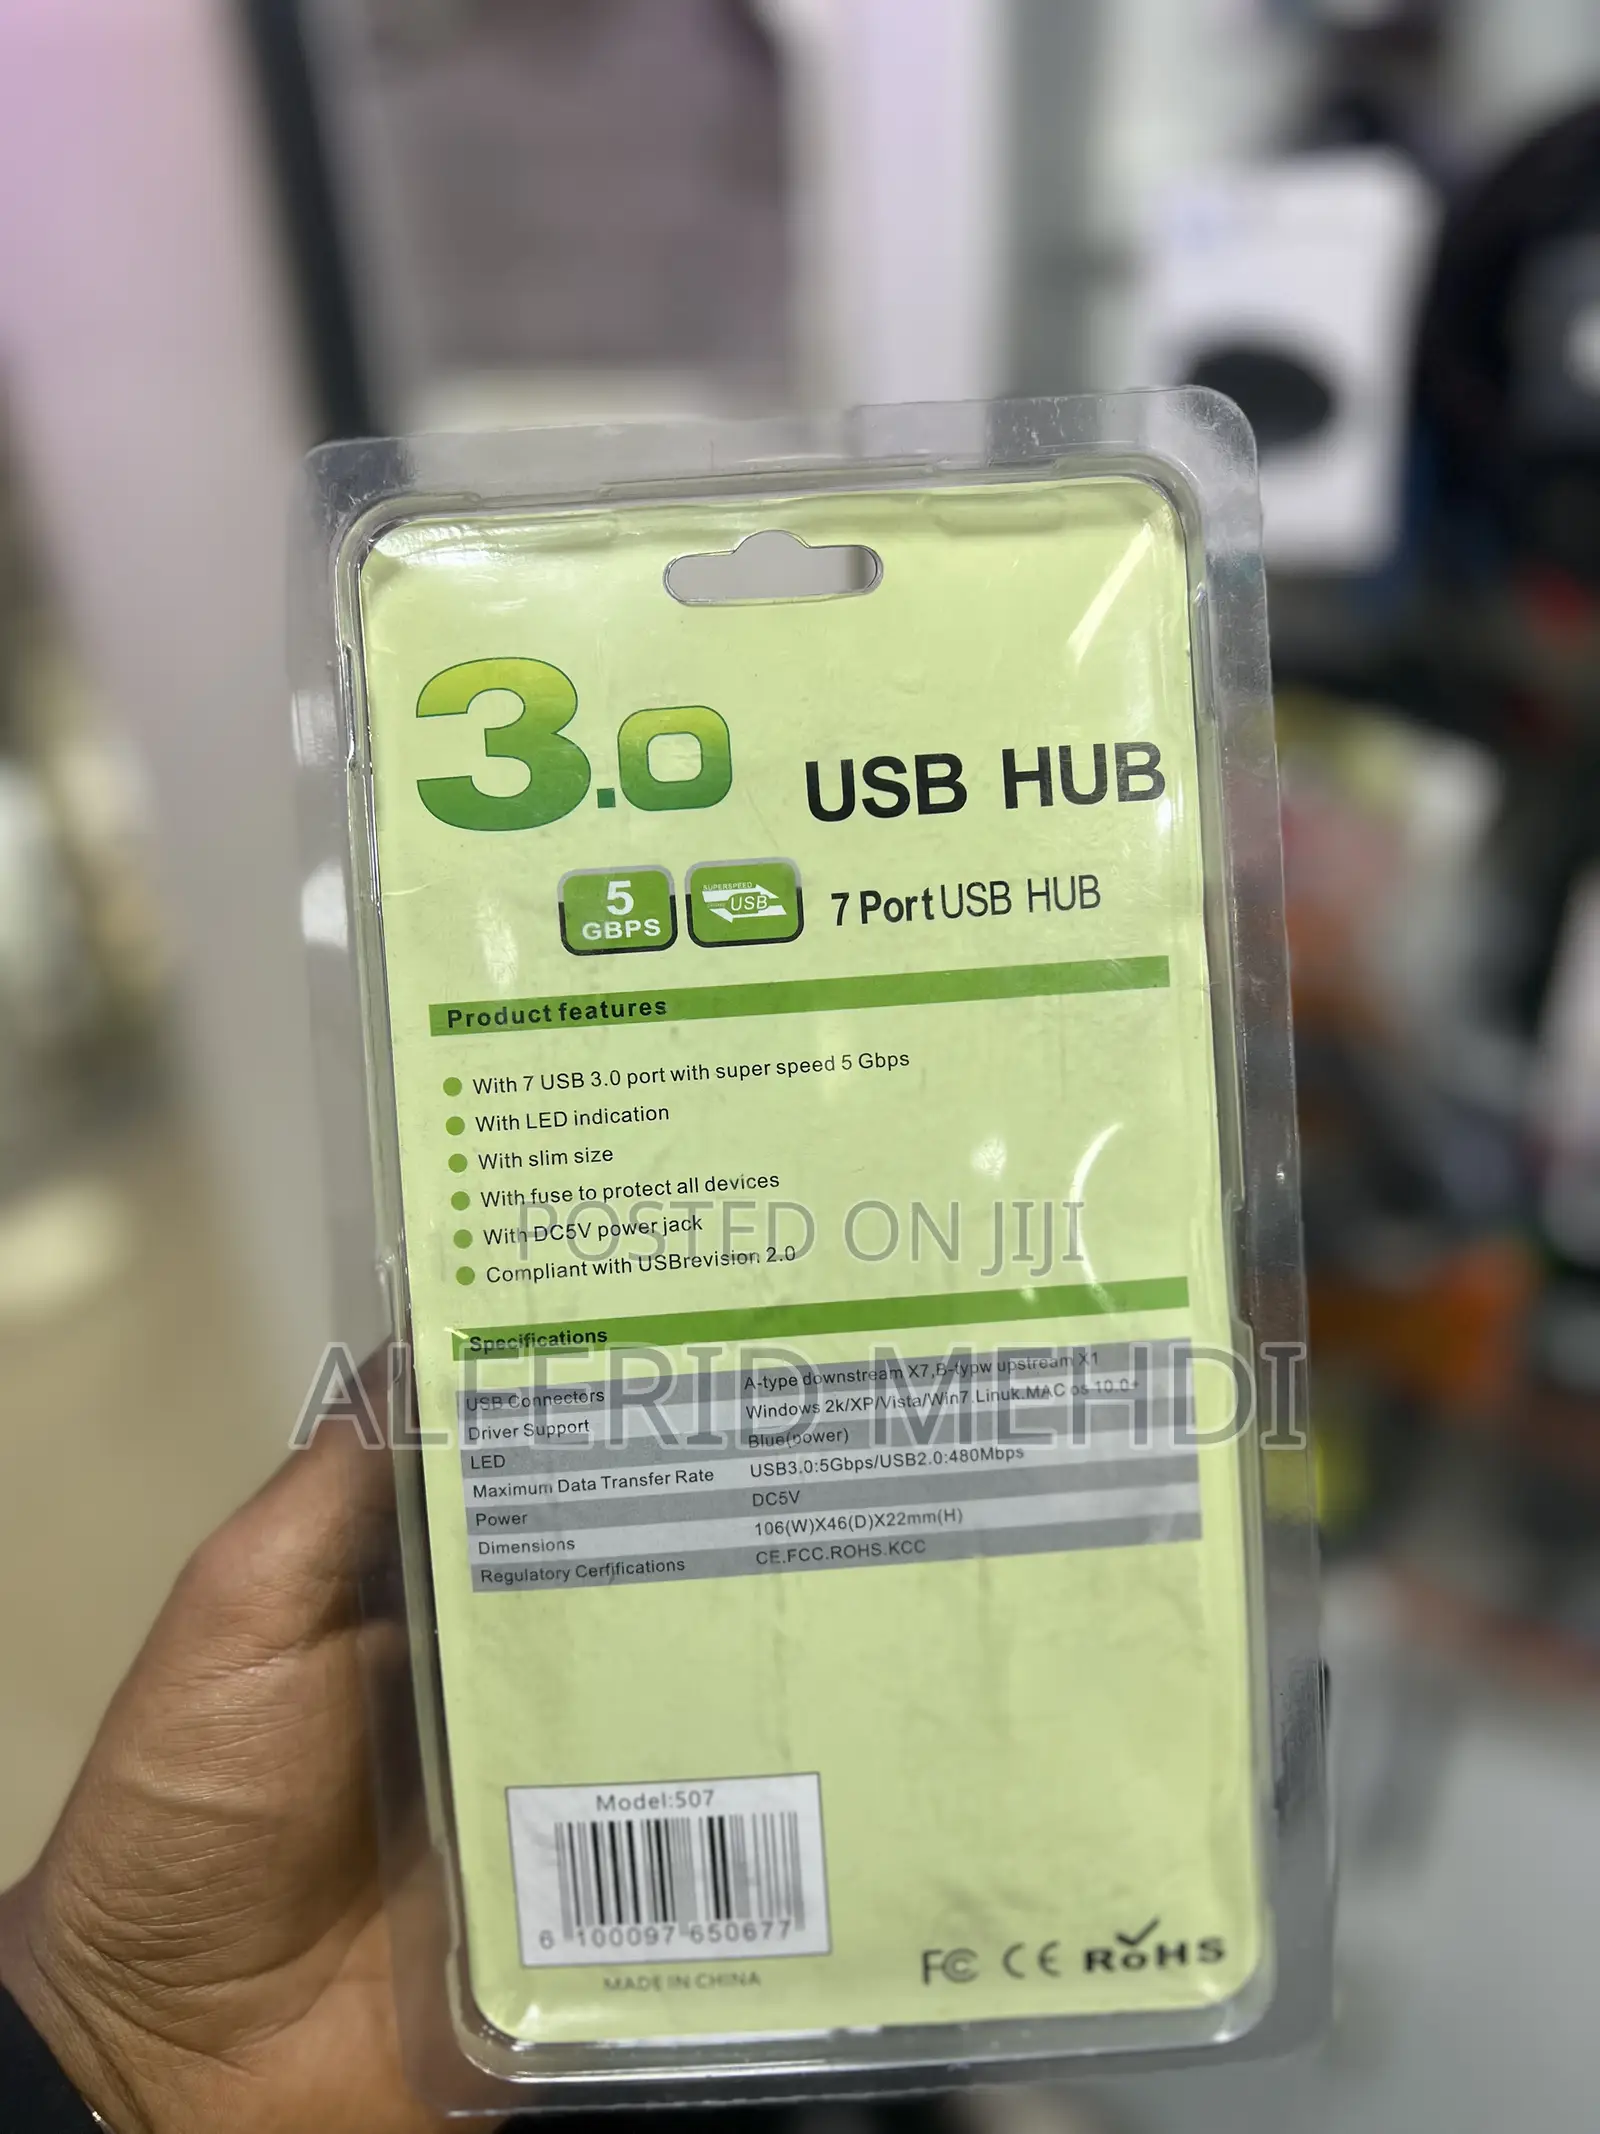 3.0 USB HUB
5 GBPS
SUPERSPEED
USB
7 Port USB HUB
Product features
With 7 USB 3.0 port with super speed 5 Gbps
With LED indication
With slim size
With fuse to protect all devices
With DC5V power jack
Compliant with USBrevision 2.0
POSTED ON JIJI
Specifications
ALFERID MEHDI
USB Connectors A-type downstream X7,B-typw upstream X1
Driver Support Windows 2k/XP/Vista/Win7.Linuk.MAC os 10.0+
LED Blue(power)
Maximum Data Transfer Rate USB3.0:5Gbps/USB2.0:480Mbps
Power DC5V
Dimensions 106(W)X46(D)X22mm(H)
Regulatory Cerfifications CE.FCC.ROHS.KCC
Model:507
6 100097 650677
MADE IN CHINA
FC CE RoHS